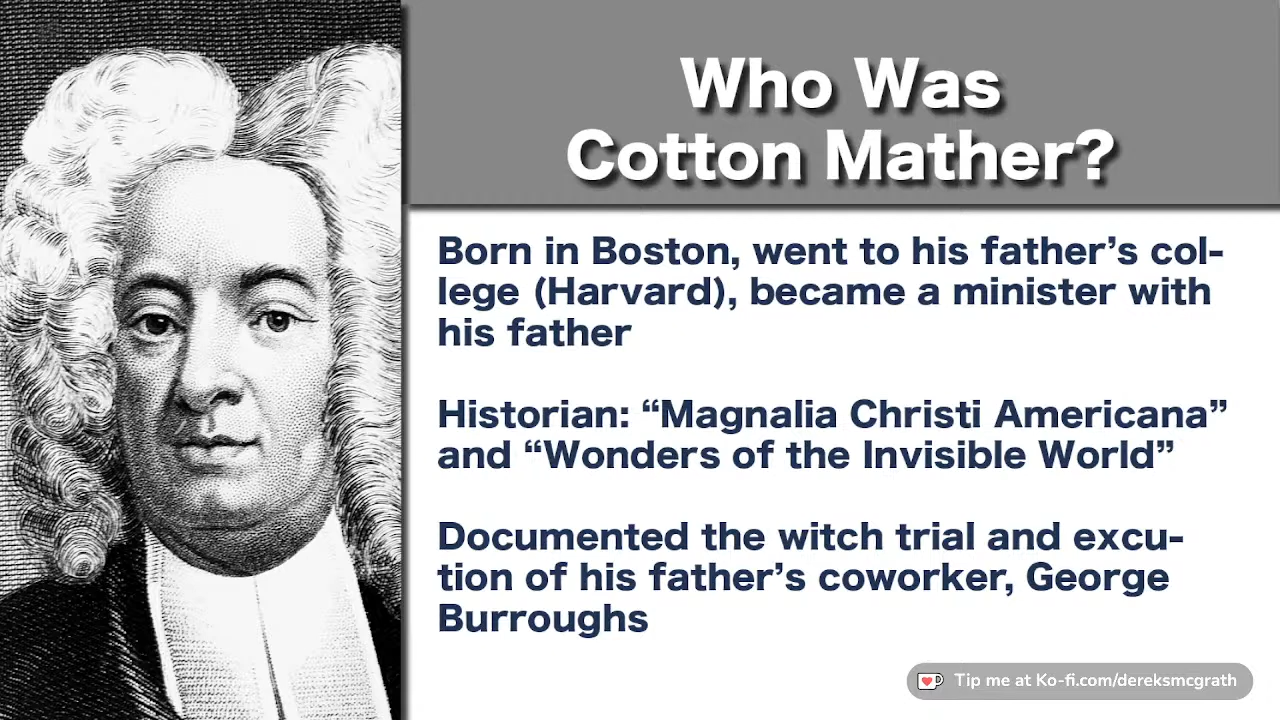 Who Was
Cotton Mather?
Born in Boston, went to his father’s col-
lege (Harvard), became a minister with
his father
Historian: “Magnalia Christi Americana”
and “Wonders of the Invisible World”
Documented the witch trial and excu-
tion of his father’s coworker, George
Burroughs
Tip me at Ko-fi.com/dereksmcgrath